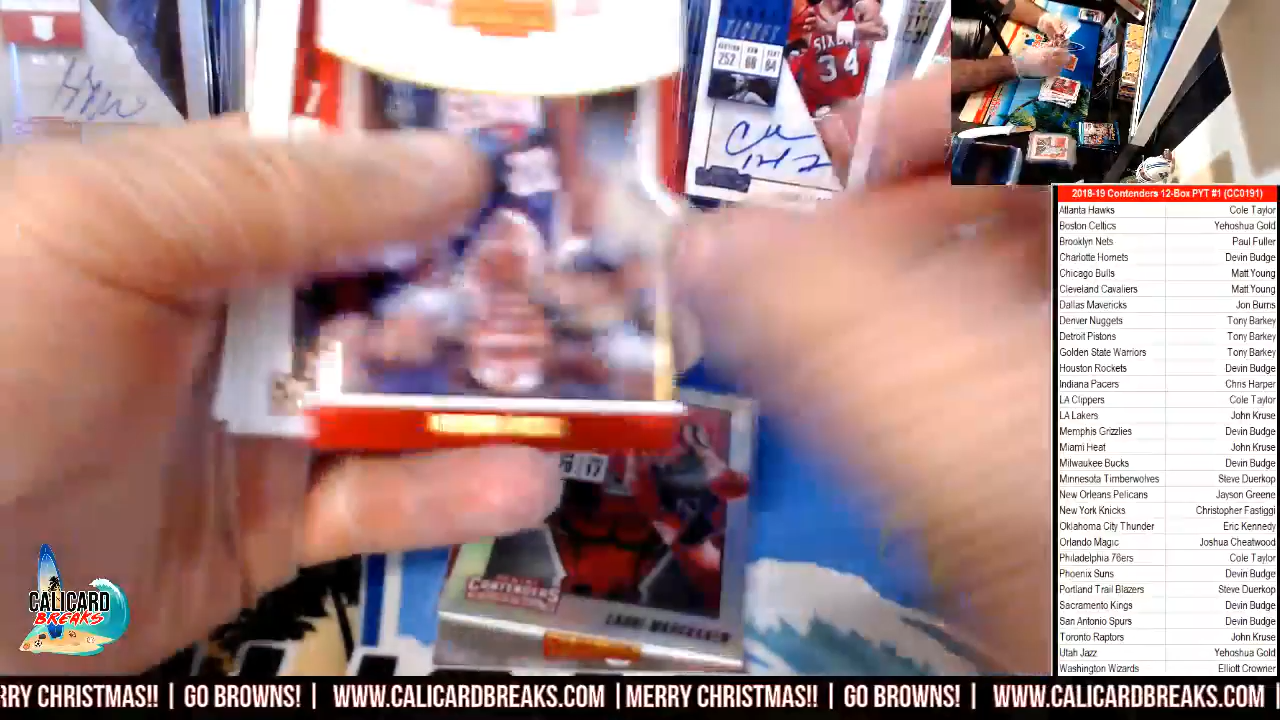 TICKET
SECTION
252
68
64
SIXERS
34
1
17
CONTENDERS
LAURI MARKKANEN
CALICARD
BREAKS
2018-19 Contenders 12-Box PYT #1 (CC0191)
Atlanta Hawks Cole Taylor
Boston Celtics Yehoshua Gold
Brooklyn Nets Paul Fuller
Charlotte Hornets Devin Budge
Chicago Bulls Matt Young
Cleveland Cavaliers Matt Young
Dallas Mavericks Jon Burns
Denver Nuggets Tony Barkey
Detroit Pistons Tony Barkey
Golden State Warriors Tony Barkey
Houston Rockets Devin Budge
Indiana Pacers Chris Harper
LA Clippers Cole Taylor
LA Lakers John Kruse
Memphis Grizzlies Devin Budge
Miami Heat John Kruse
Milwaukee Bucks Devin Budge
Minnesota Timberwolves Steve Duerkop
New Orleans Pelicans Jayson Greene
New York Knicks Christopher Fastiggi
Oklahoma City Thunder Eric Kennedy
Orlando Magic Joshua Cheatwood
Philadelphia 76ers Cole Taylor
Phoenix Suns Devin Budge
Portland Trail Blazers Steve Duerkop
Sacramento Kings Devin Budge
San Antonio Spurs Devin Budge
Toronto Raptors John Kruse
Utah Jazz Yehoshua Gold
Washington Wizards Elliott Crowner
RRY CHRISTMAS!! | GO BROWNS! | WWW.CALICARDBREAKS.COM | MERRY CHRISTMAS!! | GO BROWNS! | WWW.CALICARDBREAKS.COM |